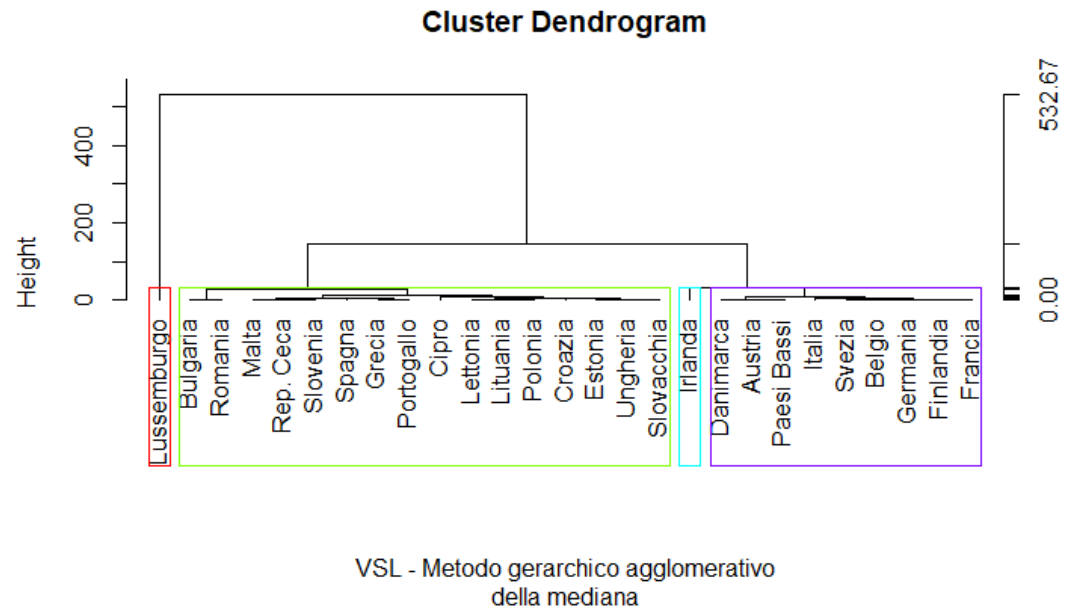 Cluster Dendrogram
Height
0
200
400
532.67
0.00
Lussemburgo
Bulgaria
Romania
Malta
Rep. Ceca
Slovenia
Spagna
Grecia
Portogallo
Cipro
Lettonia
Lituania
Polonia
Croazia
Estonia
Ungheria
Slovacchia
Irlanda
Danimarca
Austria
Paesi Bassi
Italia
Svezia
Belgio
Germania
Finlandia
Francia
VSL - Metodo gerarchico agglomerativo
della mediana